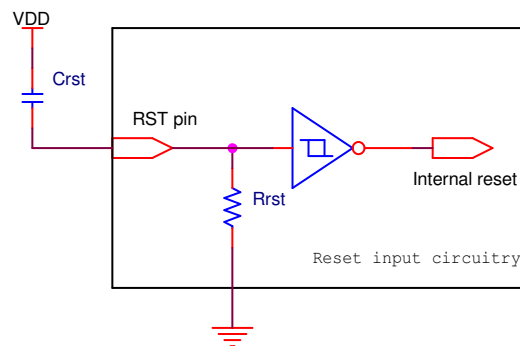 VDD
Crst
RST pin
Internal reset
Rrst
Reset input circuitry